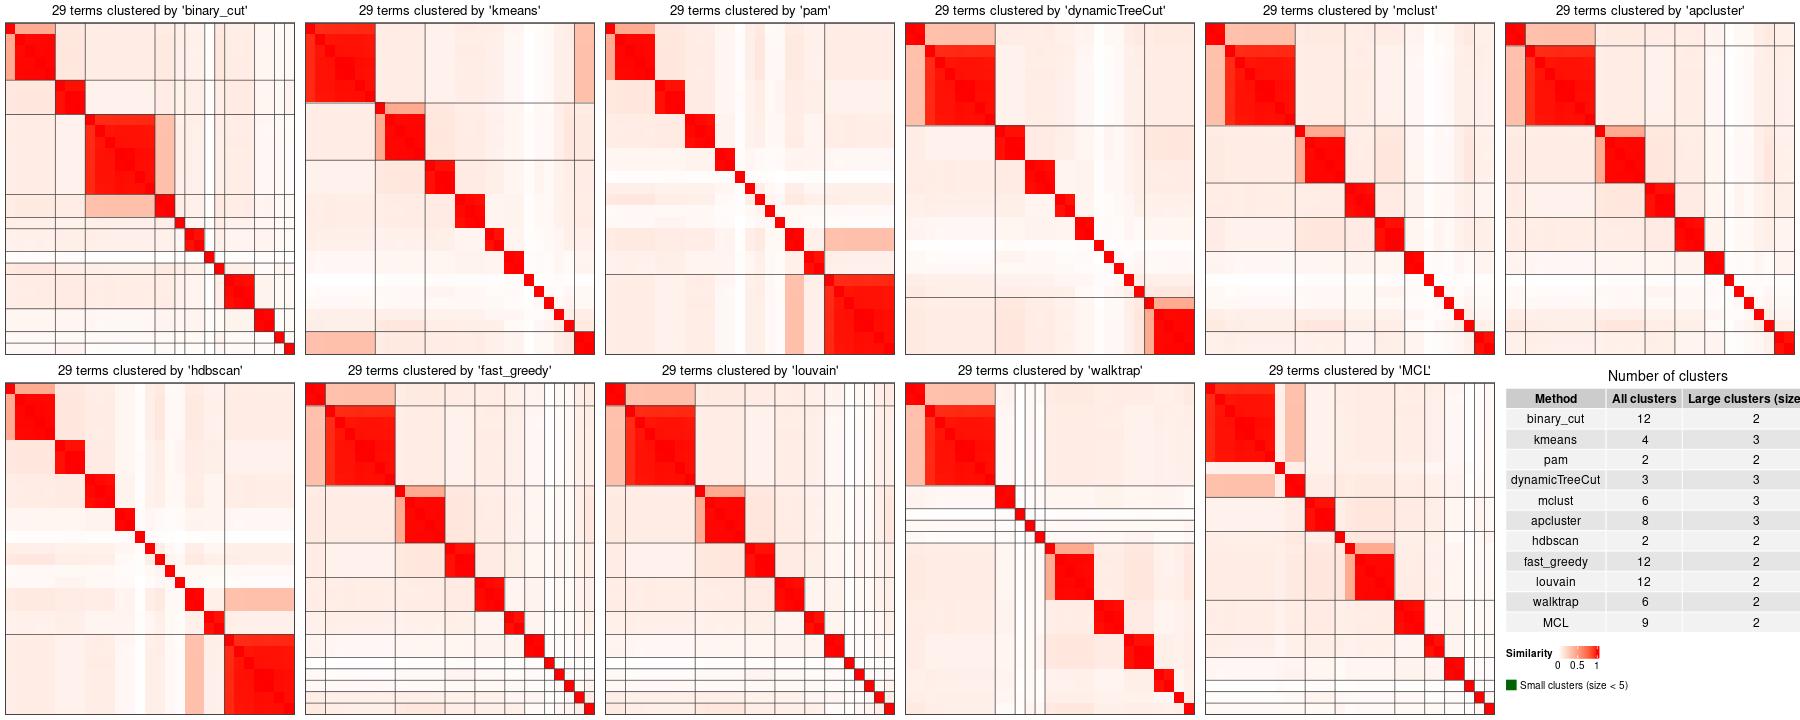 29 terms clustered by 'binary_cut'
29 terms clustered by 'kmeans'
29 terms clustered by 'pam'
29 terms clustered by 'dynamicTreeCut'
29 terms clustered by 'mclust'
29 terms clustered by 'apcluster'
29 terms clustered by 'hdbscan'
29 terms clustered by 'fast_greedy'
29 terms clustered by 'louvain'
29 terms clustered by 'walktrap'
29 terms clustered by 'MCL'
Number of clusters
Method All clusters Large clusters (size
binary_cut 12 2
kmeans 4 3
pam 2 2
dynamicTreeCut 3 3
mclust 6 3
apcluster 8 3
hdbscan 2 2
fast_greedy 12 2
louvain 12 2
walktrap 6 2
MCL 9 2
Similarity
0 0.5 1
Small clusters (size < 5)